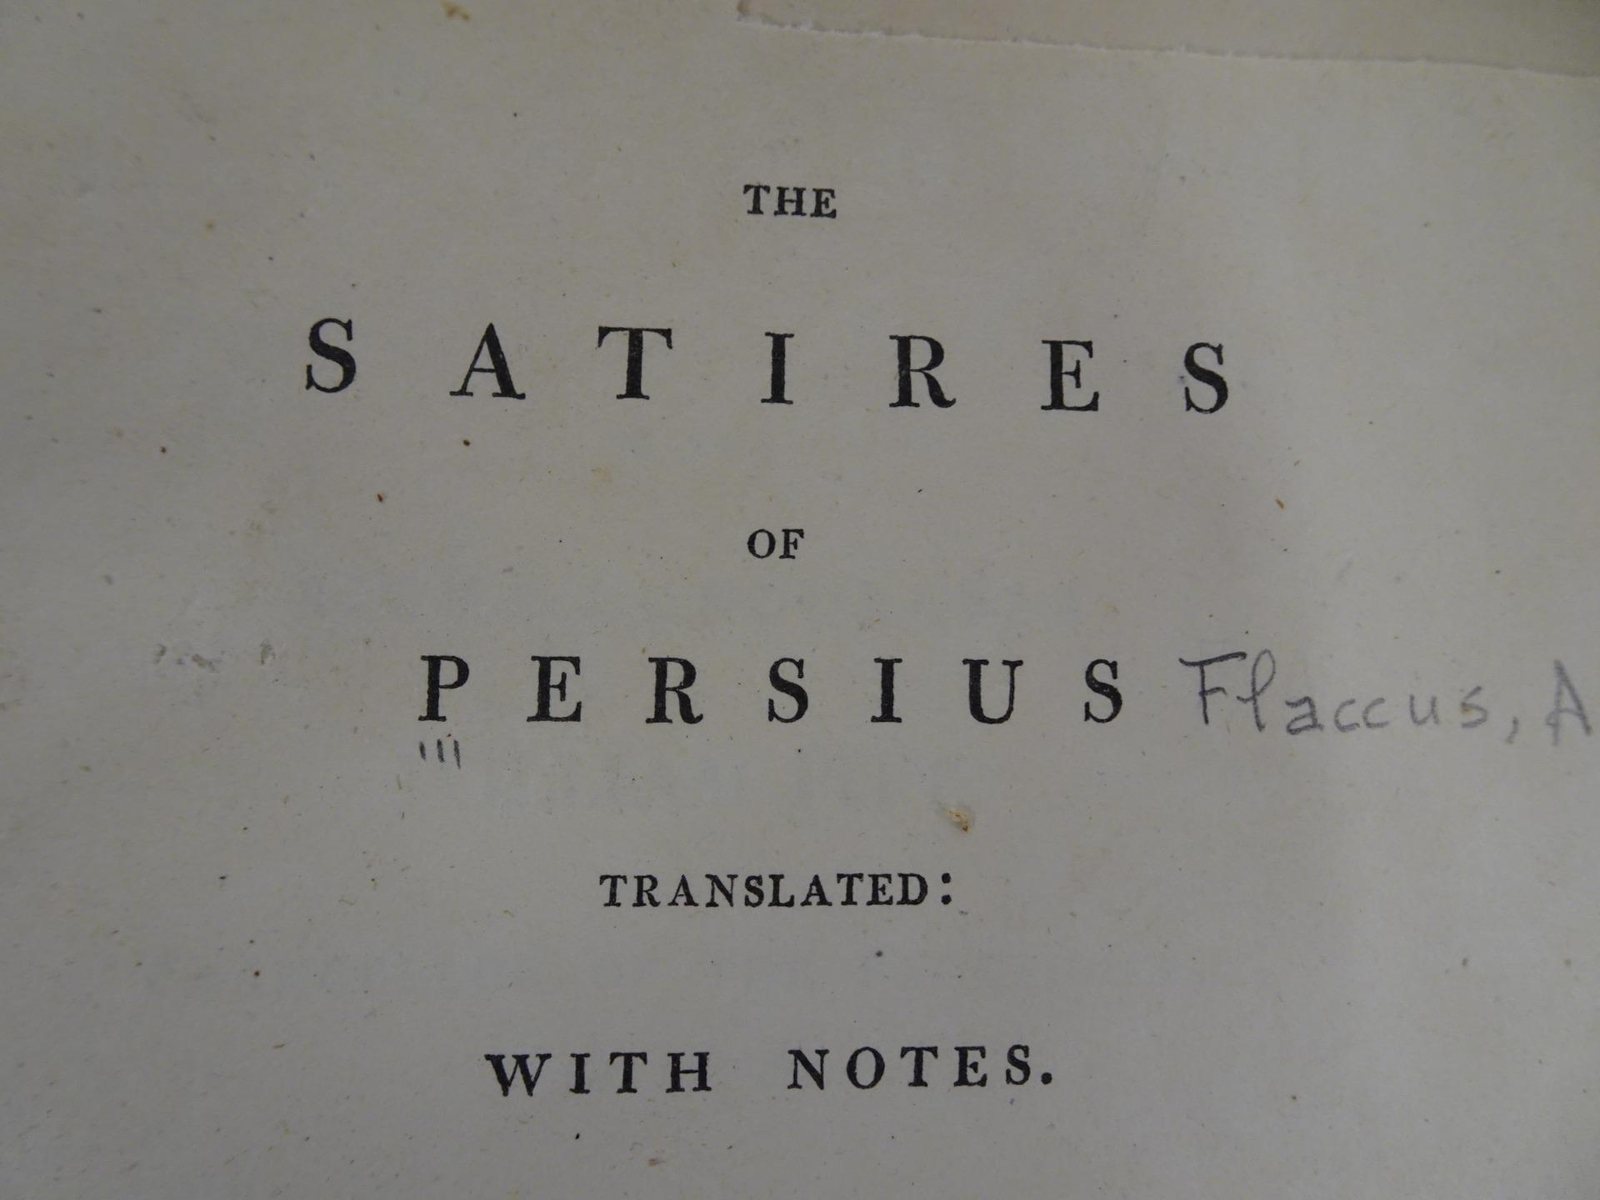 THE
SATIRES
OF
PERSIUS Flaccus, A
TRANSLATED:
WITH NOTES.